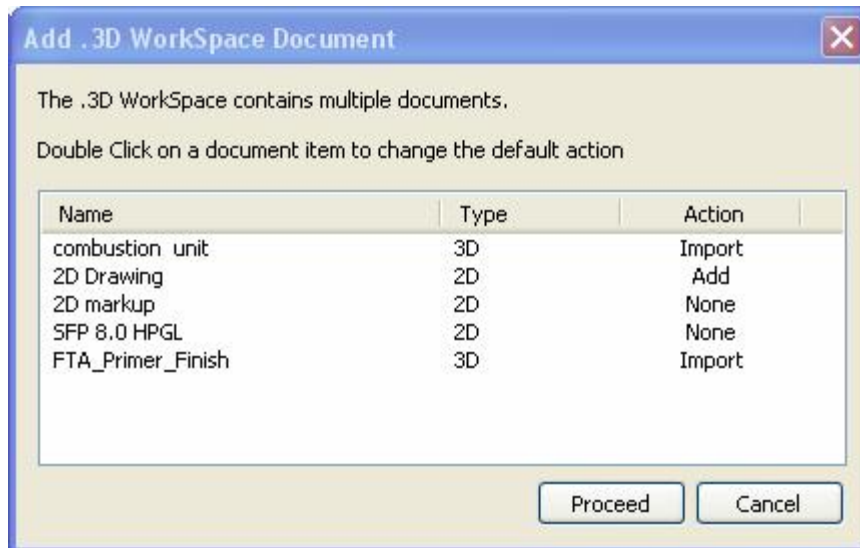 Add .3D WorkSpace Document
The .3D WorkSpace contains multiple documents.
Double Click on a document item to change the default action
Name Type Action
combustion unit 3D Import
2D Drawing 2D Add
2D markup 2D None
SFP 8.0 HPGL 2D None
FTA_Primer_Finish 3D Import
Proceed Cancel